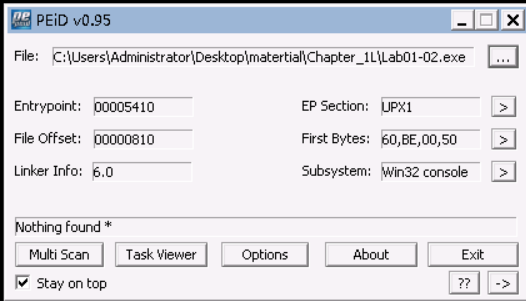 PEiD v0.95
File: C:\Users\Administrator\Desktop\matertial\Chapter_1L\Lab01-02.exe ...
Entrypoint: 00005410 EP Section: UPX1 >
File Offset: 00000810 First Bytes: 60,BE,00,50 >
Linker Info: 6.0 Subsystem: Win32 console >
Nothing found *
Multi Scan Task Viewer Options About Exit
Stay on top ?? ->